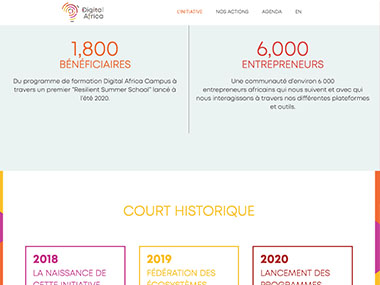 Digital
Africa
L'INITIATIVE NOS ACTIONS AGENDA EN
1,800
BÉNÉFICIAIRES
Du programme de formation Digital Africa Campus à
travers un premier "Resilient Summer School" lancé à
l'été 2020.
6,000
ENTREPRENEURS
Une communauté d'environ 6 000
entrepreneurs africains qui nous suivent et avec qui
nous interagissons à travers nos différentes plateformes
et outils.
COURT HISTORIQUE
2018
LA NAISSANCE DE
CETTE INITIATIVE
2019
FÉDÉRATION DES
ÉCOSYSTÈMES
2020
LANCEMENT DES
PROGRAMMES